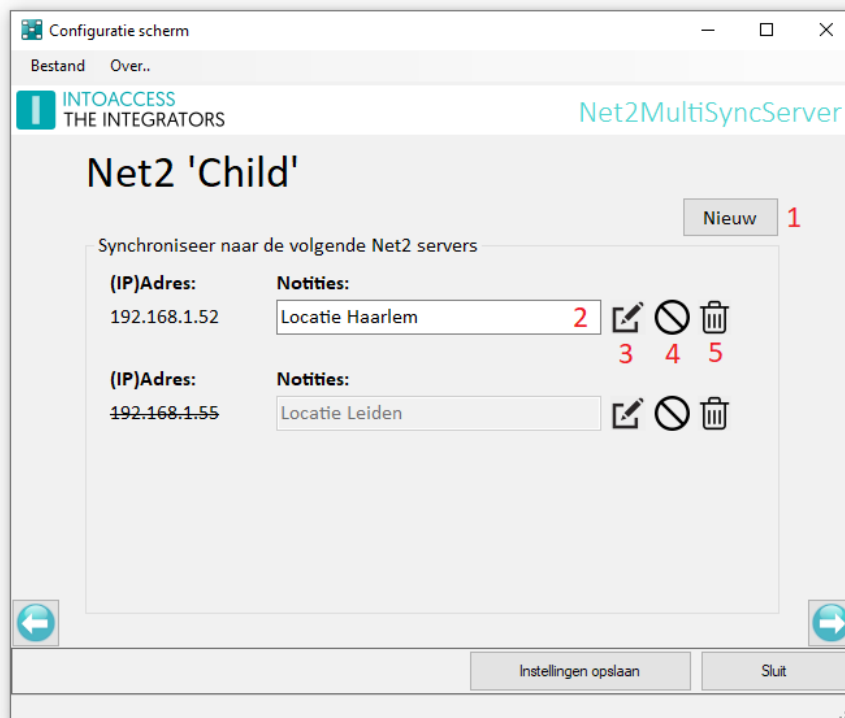 Configuratie scherm
Bestand Over..
INTOACCESS
THE INTEGRATORS
Net2MultiSyncServer
Net2 'Child'
Nieuw 1
Synchroniseer naar de volgende Net2 servers
(IP)Adres: Notities:
192.168.1.52 Locatie Haarlem 2
3 4 5
(IP)Adres: Notities:
192.168.1.55 Locatie Leiden
Instellingen opslaan Sluit